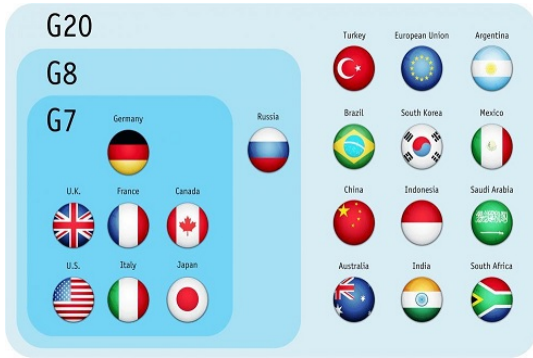 G20
Turkey European Union Argentina
G8
G7
Germany Russia Brazil South Korea Mexico
U.K. France Canada China Indonesia Saudi Arabia
U.S. Italy Japan Australia India South Africa